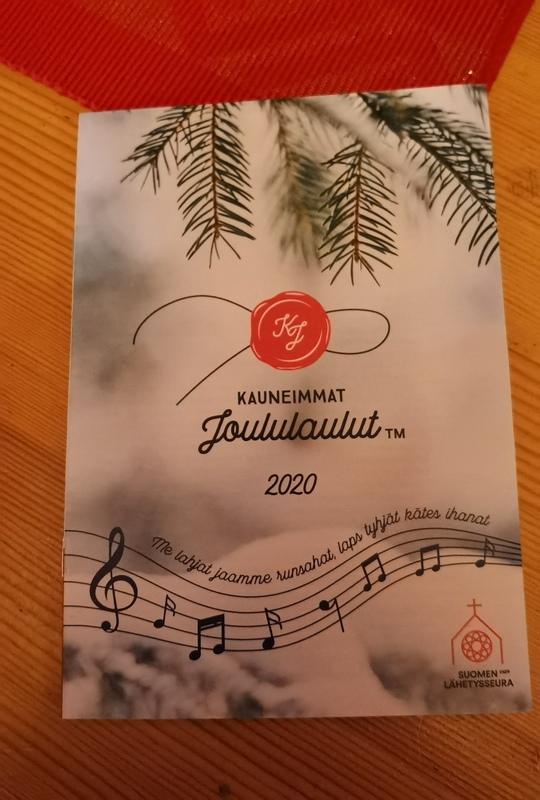 KJ
KAUNEIMMAT
Joululaulut™
2020
Me lahjat jaamme runsahat, laps tyhjät kätes ihanat
SUOMEN
LÄHETYSSEURA